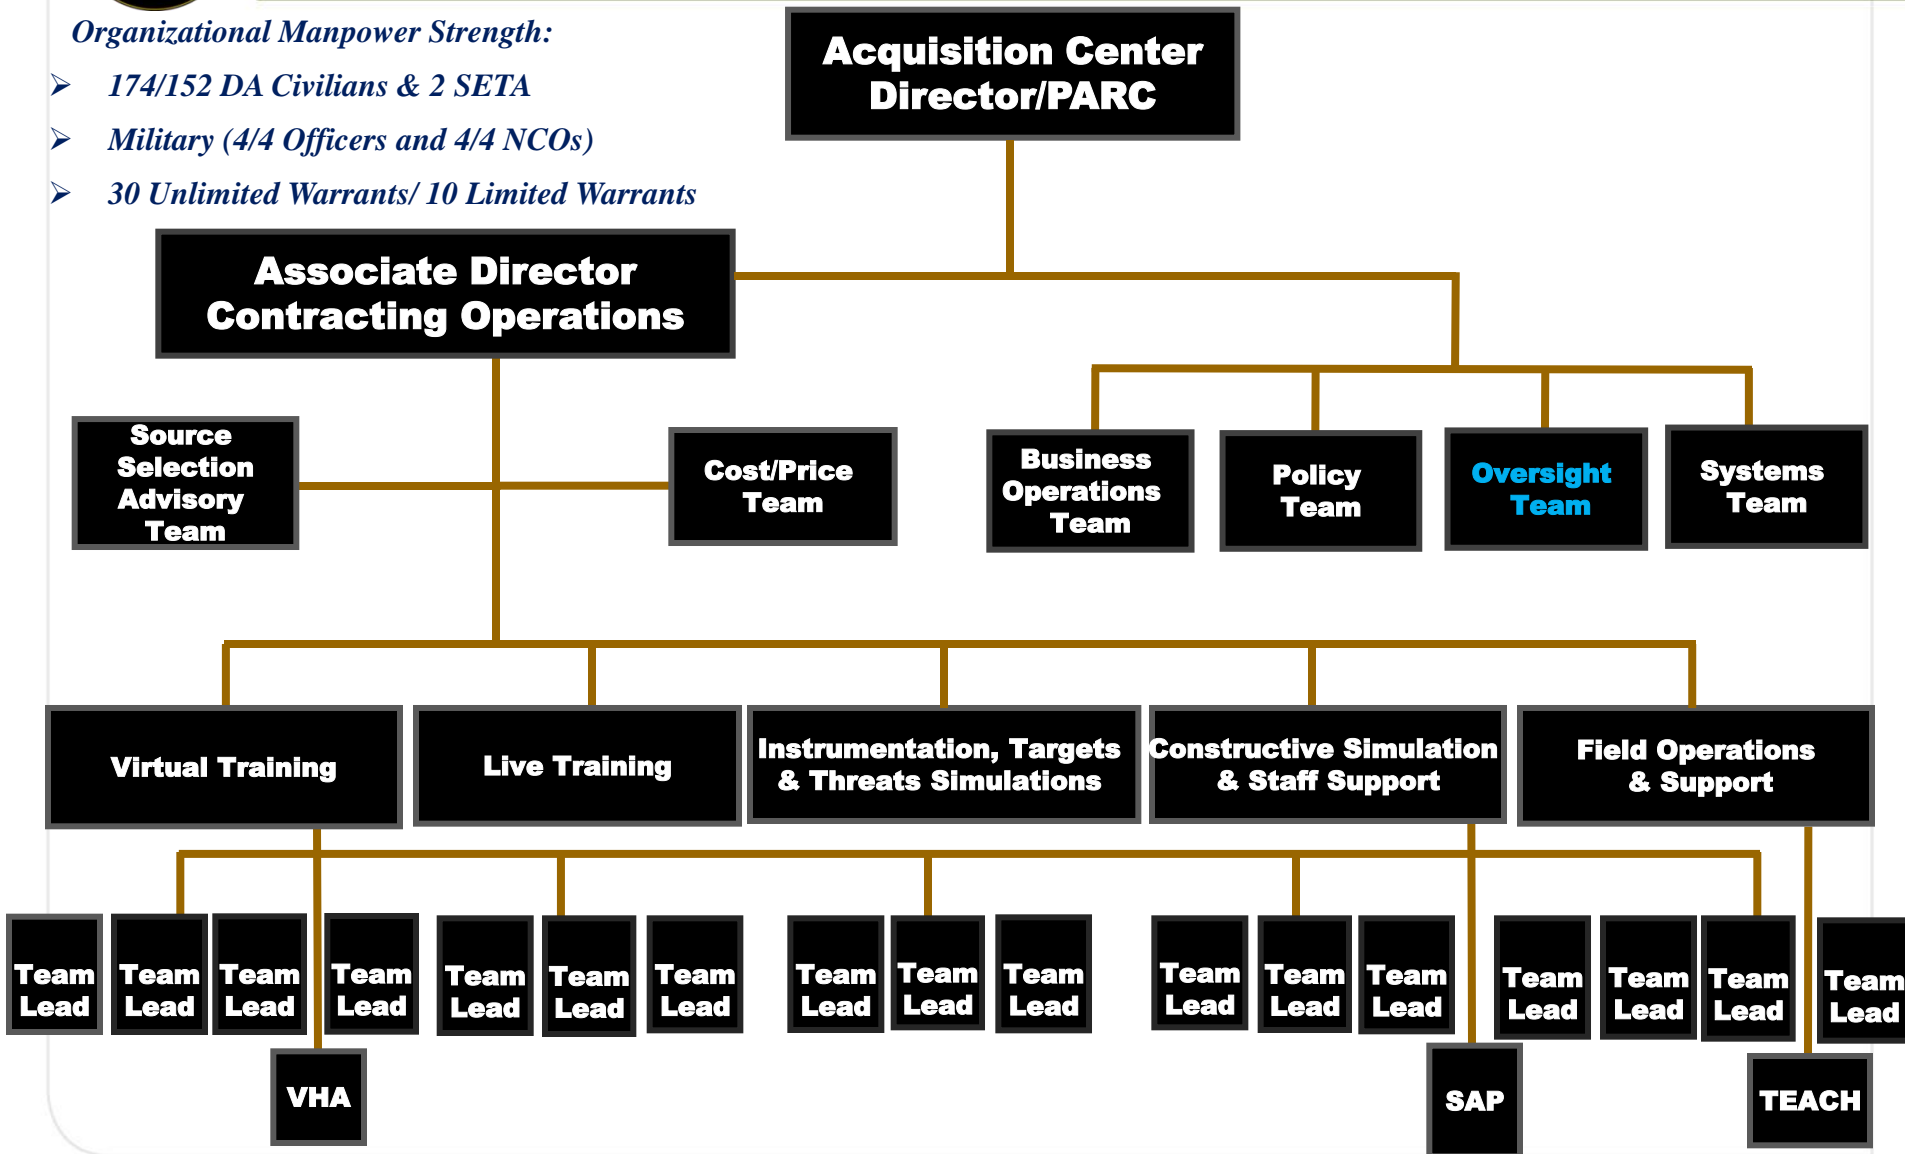 Organizational Manpower Strength:
➢ 174/152 DA Civilians & 2 SETA
➢ Military (4/4 Officers and 4/4 NCOs)
➢ 30 Unlimited Warrants/ 10 Limited Warrants
Acquisition Center
Director/PARC
Associate Director
Contracting Operations
Source
Selection
Advisory
Team
Cost/Price
Team
Business
Operations
Team
Policy
Team
Oversight
Team
Systems
Team
Virtual Training
Live Training
Instrumentation, Targets
& Threats Simulations
Constructive Simulation
& Staff Support
Field Operations
& Support
Team
Lead
Team
Lead
Team
Lead
Team
Lead
Team
Lead
Team
Lead
Team
Lead
Team
Lead
Team
Lead
Team
Lead
Team
Lead
Team
Lead
Team
Lead
Team
Lead
Team
Lead
Team
Lead
Team
Lead
VHA
SAP
TEACH